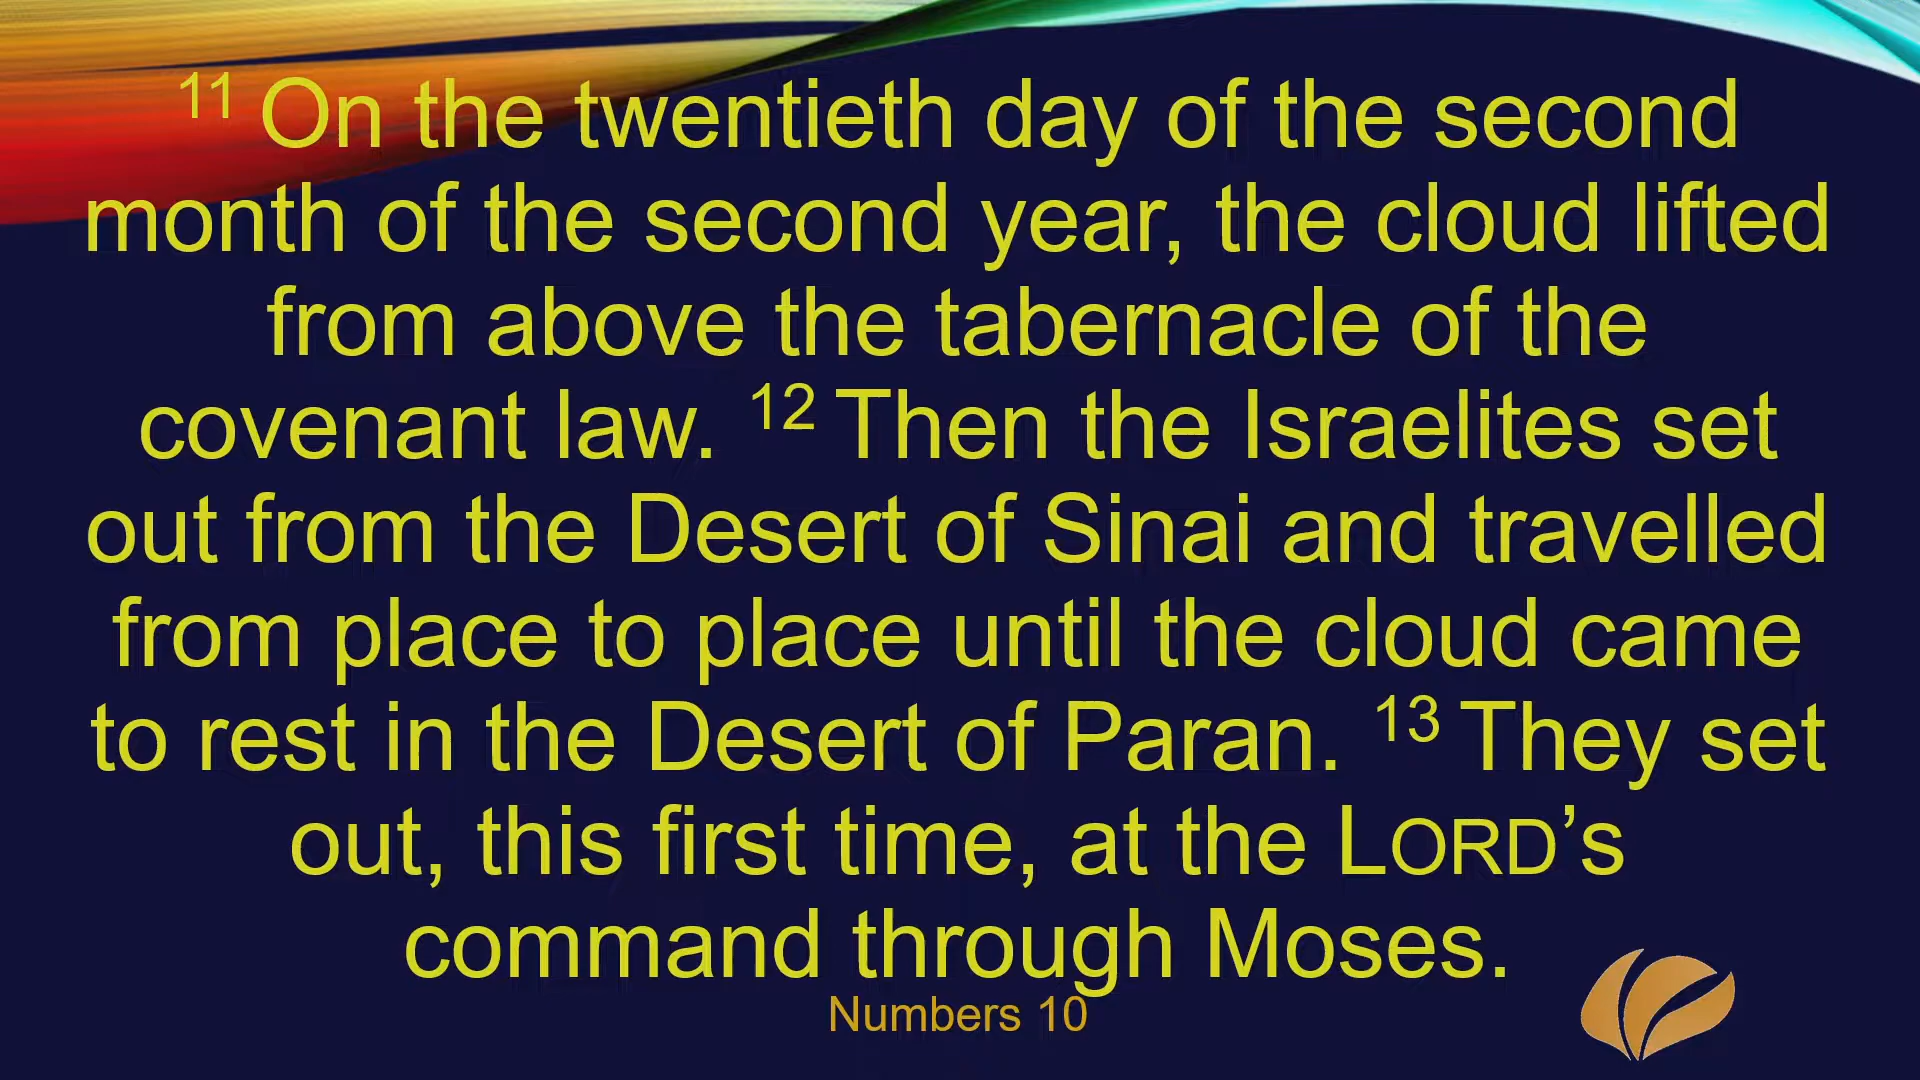 11 On the twentieth day of the second
month of the second year, the cloud lifted
from above the tabernacle of the
covenant law. 12 Then the Israelites set
out from the Desert of Sinai and travelled
from place to place until the cloud came
to rest in the Desert of Paran. 13 They set
out, this first time, at the LORD’s
command through Moses.
Numbers 10